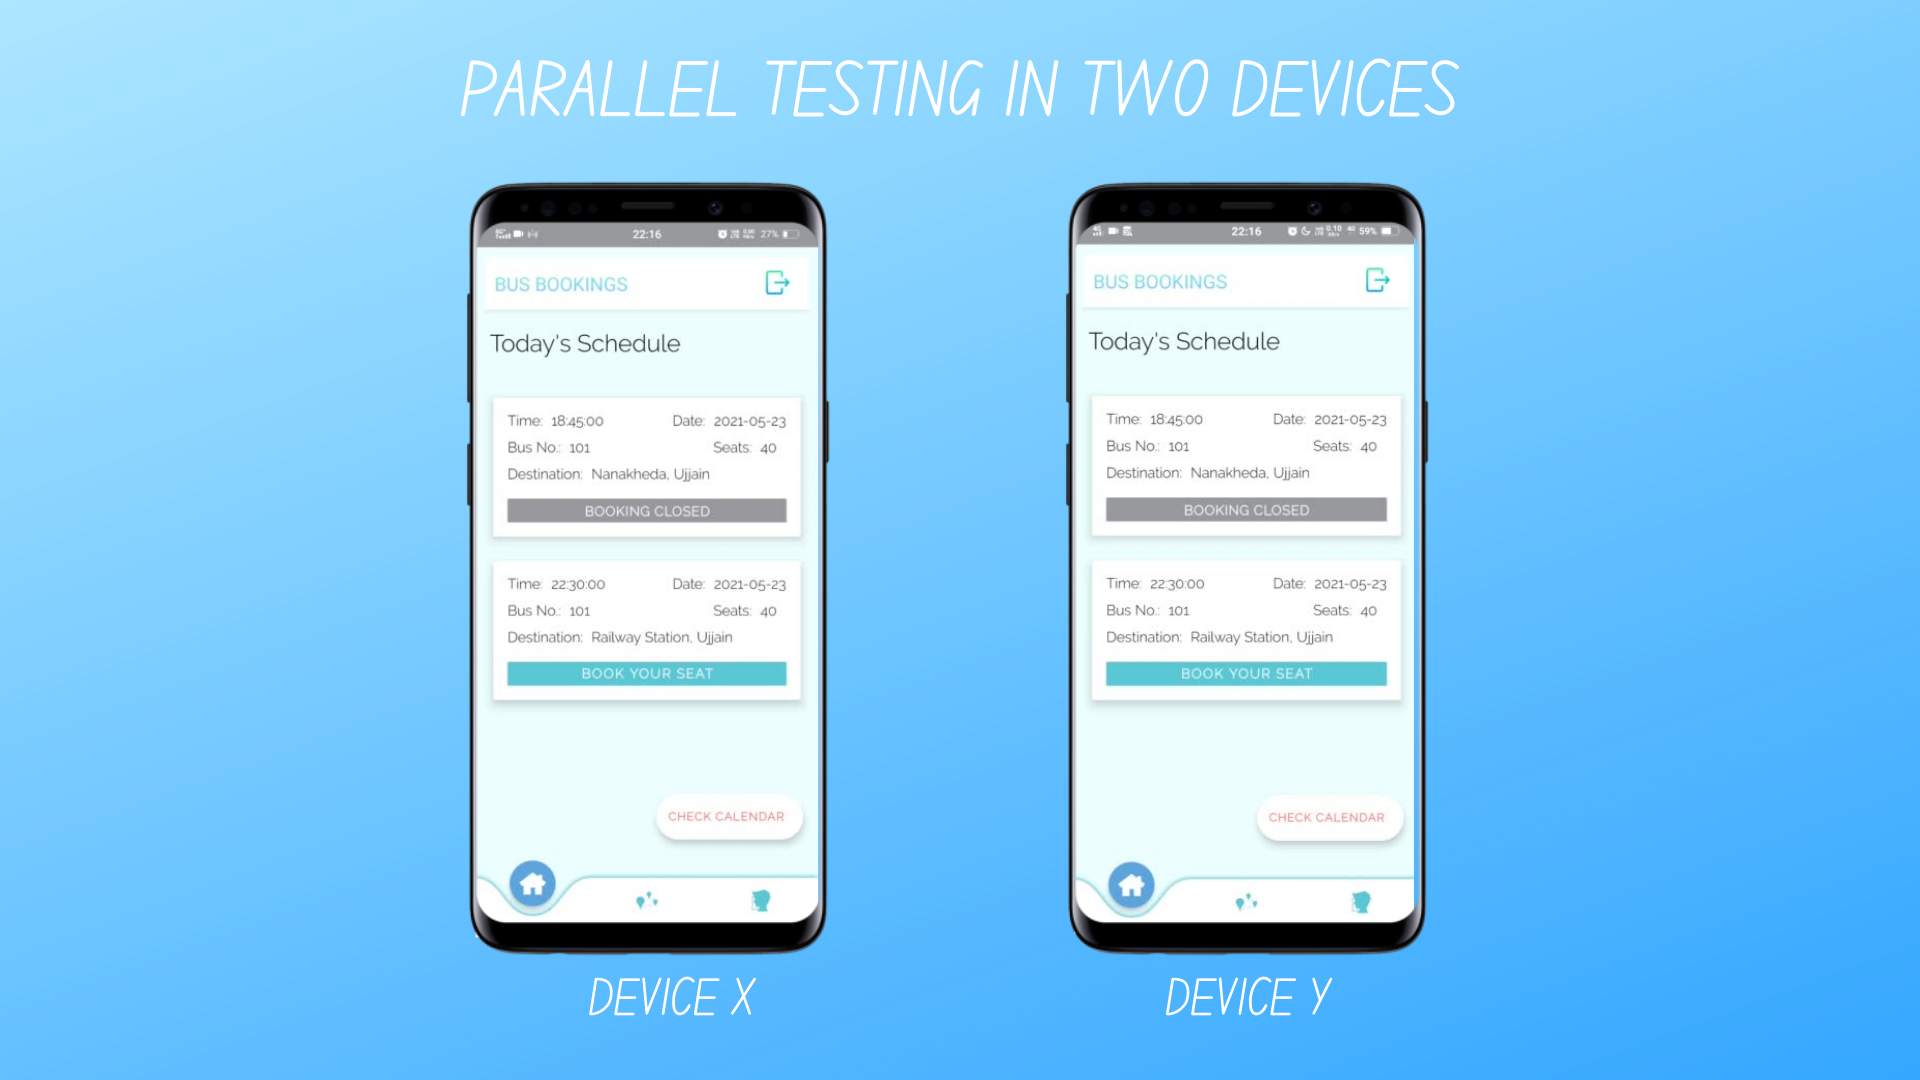 PARALLEL TESTING IN TWO DEVICES
22:16
27%
BUS BOOKINGS
Today's Schedule
Time: 18:45:00 Date: 2021-05-23
Bus No.: 101 Seats: 40
Destination: Nanakheda, Ujjain
BOOKING CLOSED
Time: 22:30:00 Date: 2021-05-23
Bus No.: 101 Seats: 40
Destination: Railway Station, Ujjain
BOOK YOUR SEAT
CHECK CALENDAR
DEVICE X
22:16
0.10 59%
BUS BOOKINGS
Today's Schedule
Time: 18:45:00 Date: 2021-05-23
Bus No.: 101 Seats: 40
Destination: Nanakheda, Ujjain
BOOKING CLOSED
Time: 22:30:00 Date: 2021-05-23
Bus No.: 101 Seats: 40
Destination: Railway Station, Ujjain
BOOK YOUR SEAT
CHECK CALENDAR
DEVICE Y